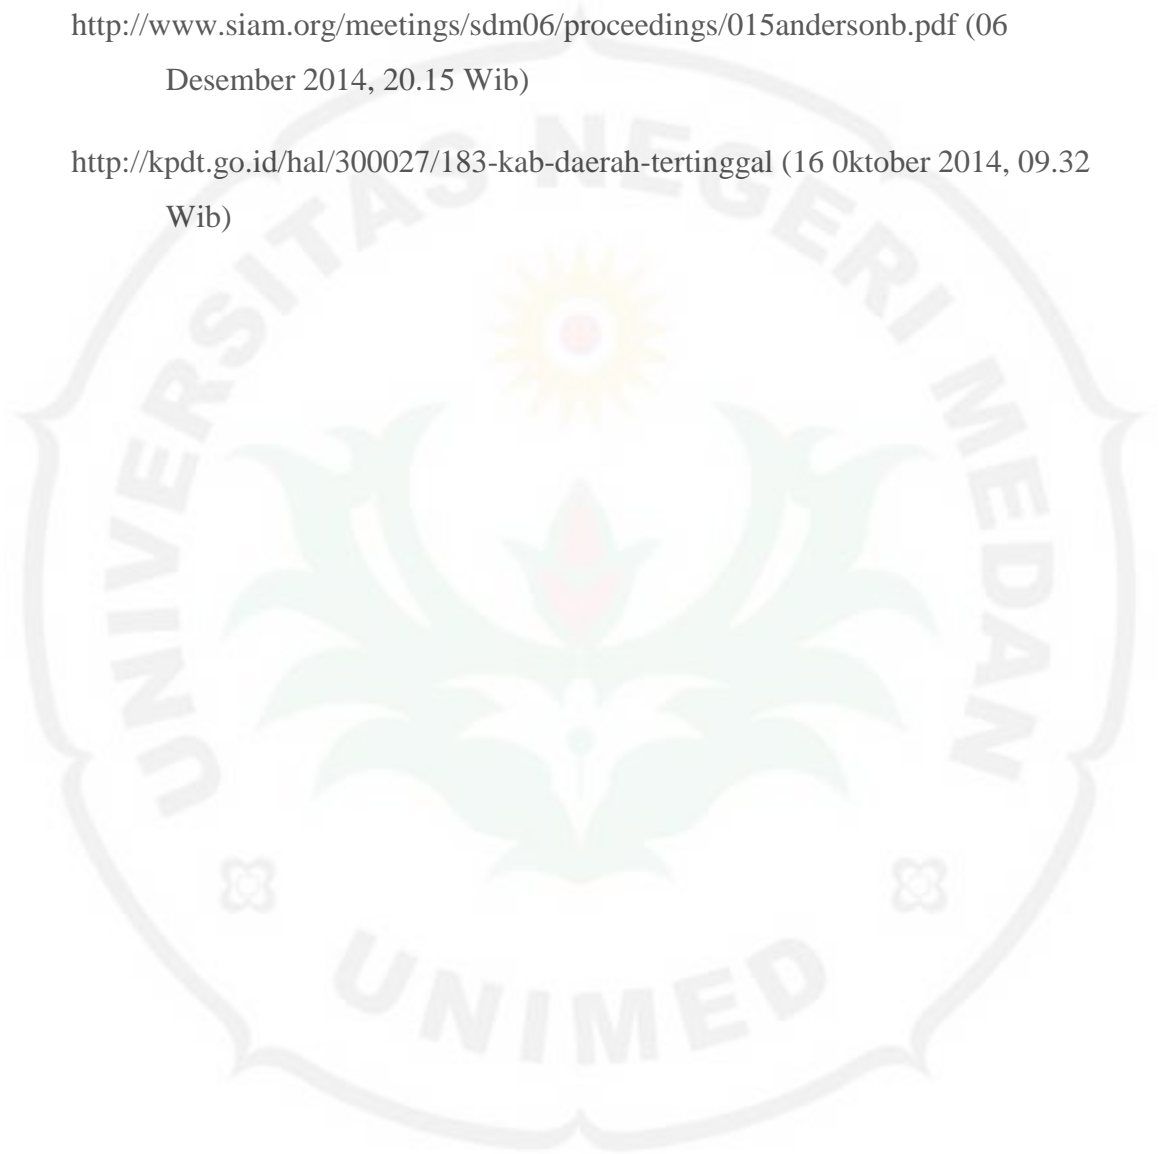 http://www.siam.org/meetings/sdm06/proceedings/015andersonb.pdf (06
Desember 2014, 20.15 Wib)
http://kpdt.go.id/hal/300027/183-kab-daerah-tertinggal (16 0ktober 2014, 09.32
Wib)
UNIVERSITAS NEGERI MEDAN
UNIMED